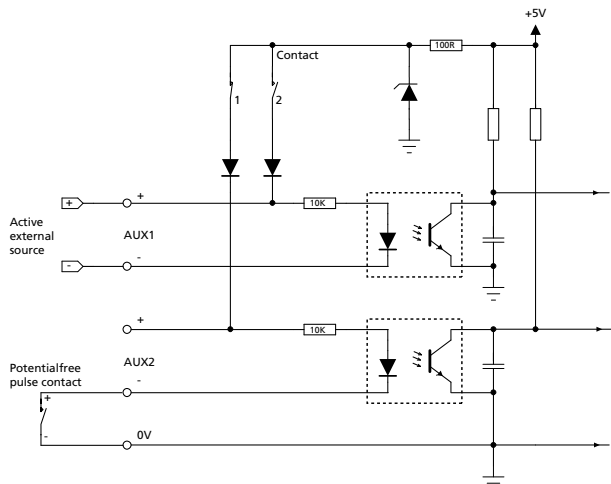 +5V
Contact
100R
1
2
+
+
10K
Active
external
source
AUX1
-
-
+
10K
AUX2
Potentialfree
pulse contact
-
+
-
0V